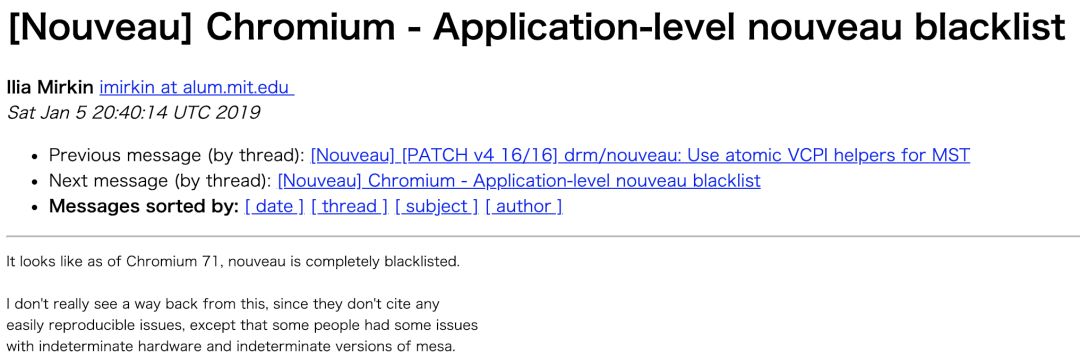 [Nouveau] Chromium - Application-level nouveau blacklist
Ilia Mirkin imirkin at alum.mit.edu
Sat Jan 5 20:40:14 UTC 2019
• Previous message (by thread): [Nouveau] [PATCH v4 16/16] drm/nouveau: Use atomic VCPI helpers for MST
• Next message (by thread): [Nouveau] Chromium - Application-level nouveau blacklist
• Messages sorted by: [ date ] [ thread ] [ subject ] [ author ]
It looks like as of Chromium 71, nouveau is completely blacklisted.
I don't really see a way back from this, since they don't cite any
easily reproducible issues, except that some people had some issues
with indeterminate hardware and indeterminate versions of mesa.